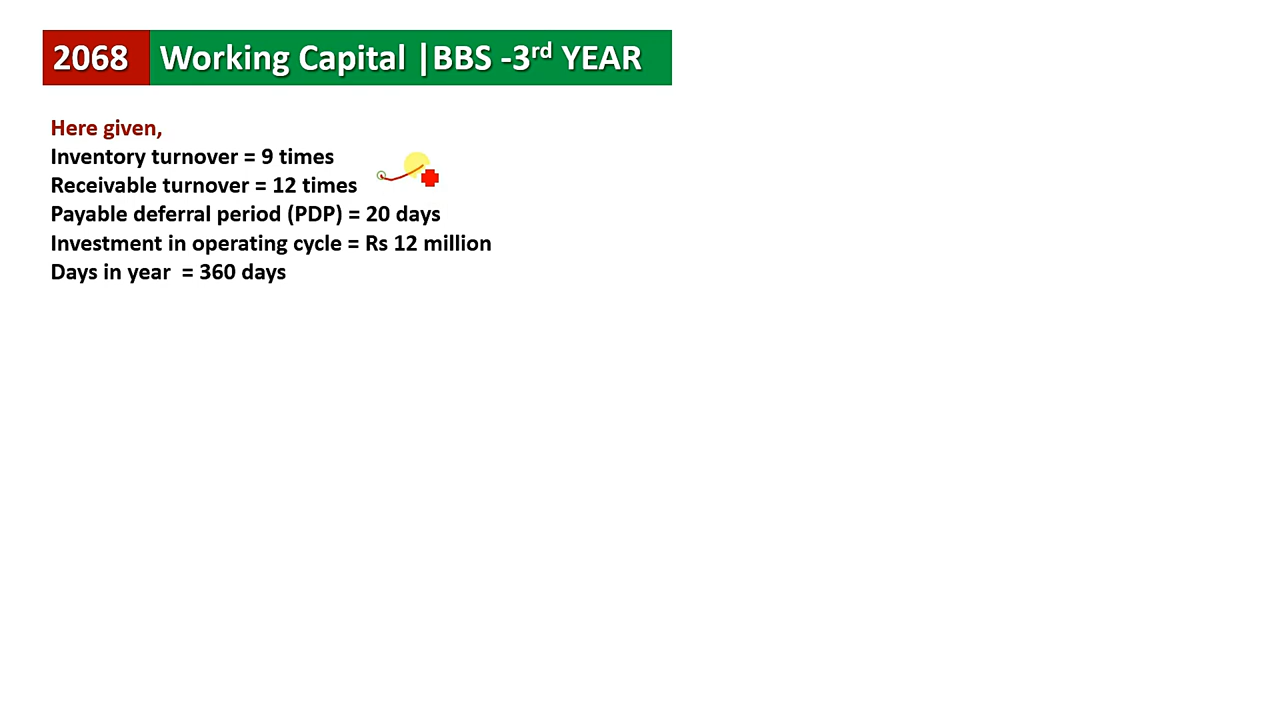 2068 Working Capital |BBS -3rd YEAR
Here given,
Inventory turnover = 9 times
Receivable turnover = 12 times
Payable deferral period (PDP) = 20 days
Investment in operating cycle = Rs 12 million
Days in year = 360 days